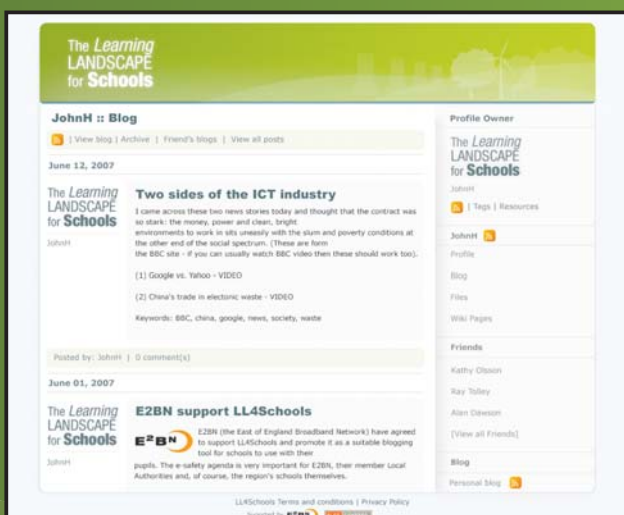 The Learning
LANDSCAPE
for Schools
JohnH :: Blog
| View blog | Archive | Friend's blogs | View all posts
June 12, 2007
The Learning
LANDSCAPE
for Schools
JohnH
Two sides of the ICT industry
I came across these two news stories today and thought that the contract was
so stark: the money, power and clean, bright
environments to work in sits uneasily with the slum and poverty conditions at
the other end of the social spectrum. (These are form
the BBC site - if you can usually watch BBC video then these should work too).
(1) Google vs. Yahoo - VIDEO
(2) China's trade in electonic waste - VIDEO
Keywords: BBC, china, google, news, society, waste
Posted by: JohnH | 0 comment(s)
June 01, 2007
The Learning
LANDSCAPE
for Schools
JohnH
E2BN support LL4Schools
E2BN
E2BN (the East of England Broadband Network) have agreed
to support LL4Schools and promote it as a suitable blogging
tool for schools to use with their
pupils. The e-safety agenda is very important for E2BN, their member Local
Authorities and, of course, the region's schools themselves.
Profile Owner
The Learning
LANDSCAPE
for Schools
JohnH
| Tags | Resources
JohnH
Profile
Blog
Files
Wiki Pages
Friends
Kathy Olsson
Ray Tolley
Alan Dawson
[View all Friends]
Blog
Personal blog
LL4Schools Terms and conditions | Privacy Policy
E2BN